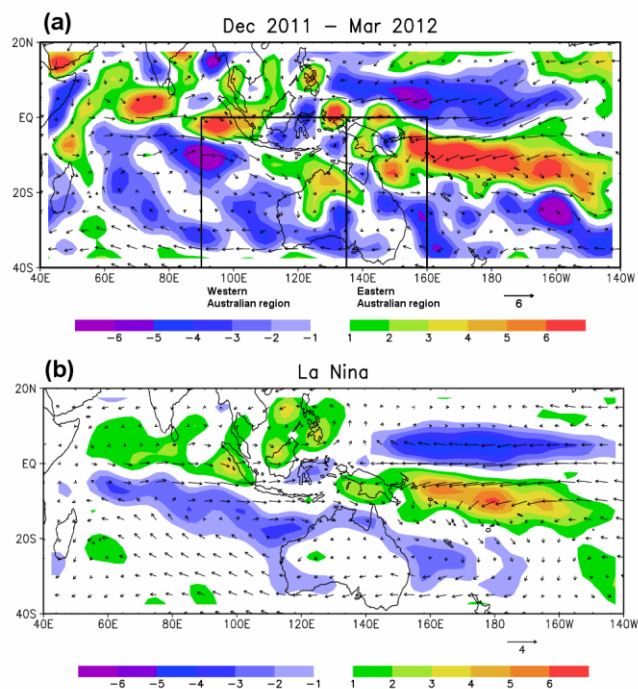 (a)
Dec 2011 – Mar 2012
20N
EQ
20S
40S
40E 60E 80E 100E 120E 140E 160E 180 160W 140W
Western Australian region
Eastern Australian region
6
-6 -5 -4 -3 -2 -1 1 2 3 4 5 6
(b)
La Nina
20N
EQ
20S
40S
40E 60E 80E 100E 120E 140E 160E 180 160W 140W
4
-6 -5 -4 -3 -2 -1 1 2 3 4 5 6